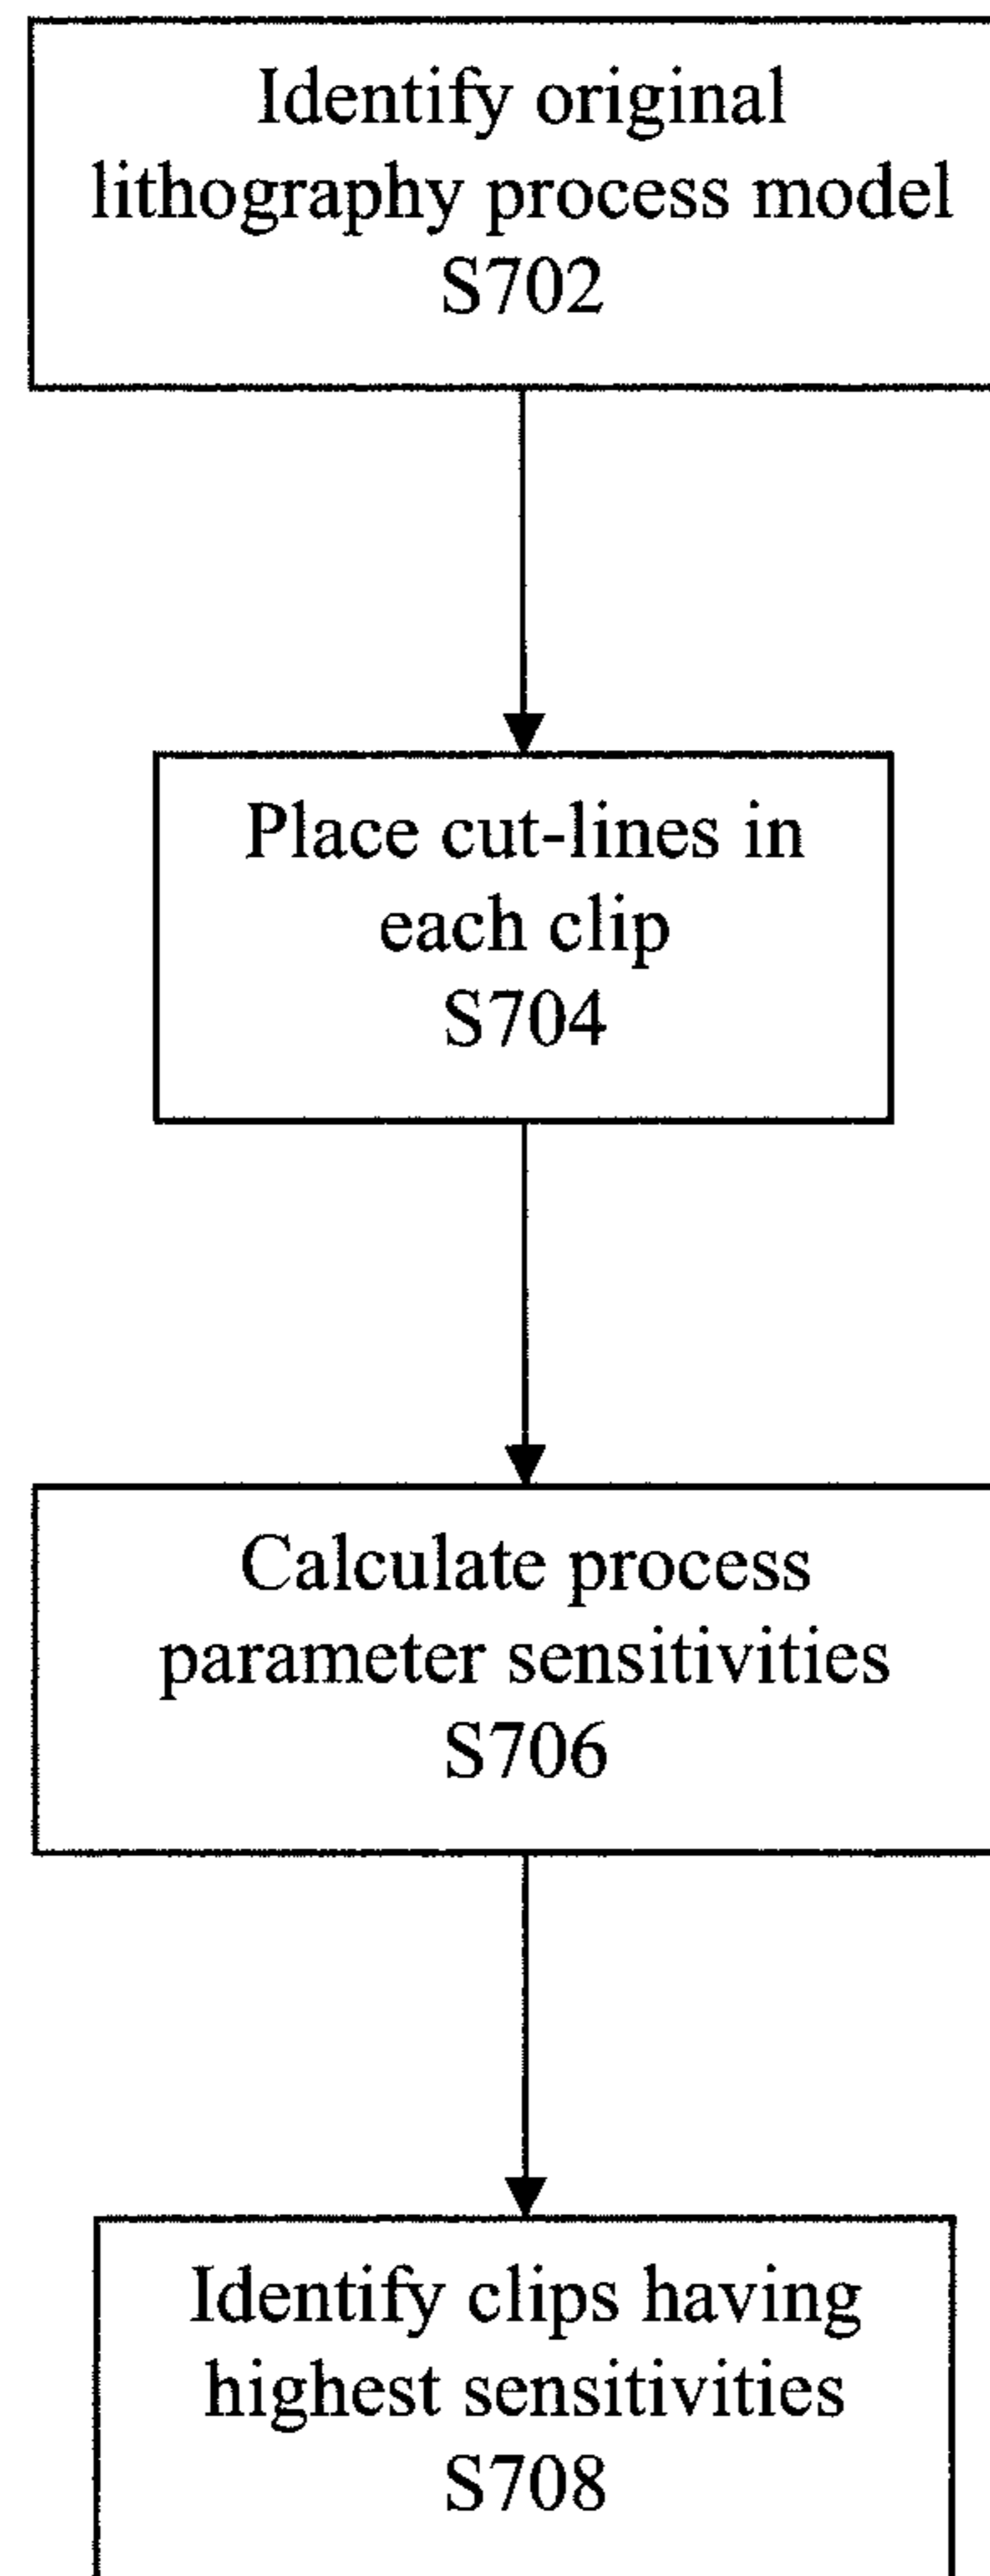 Identify original
lithography process model
S702
Place cut-lines in
each clip
S704
Calculate process
parameter sensitivities
S706
Identify clips having
highest sensitivities
S708